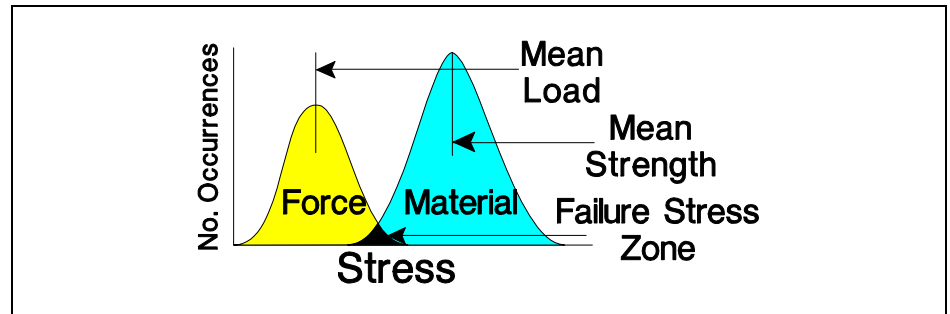 Mean
Load
Mean
Strength
No. Occurrences
Force
Material
Failure Stress
Zone
Stress